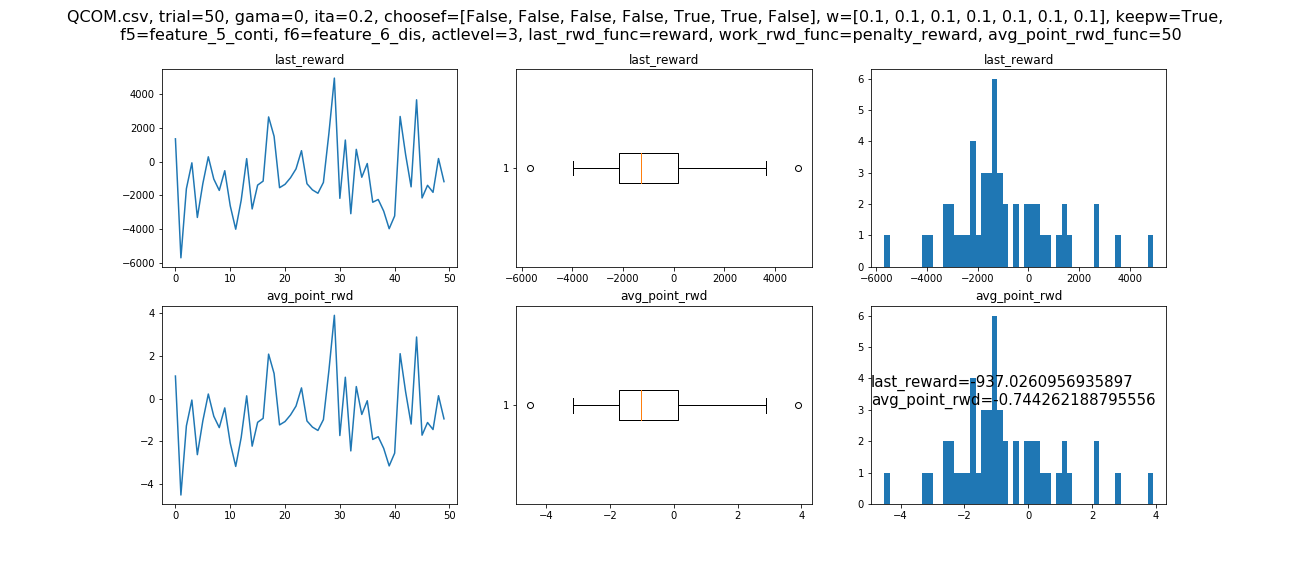 QCOM.csv, trial=50, gama=0, ita=0.2, choosef=[False, False, False, False, True, True, False], w=[0.1, 0.1, 0.1, 0.1, 0.1, 0.1, 0.1], keepw=True,
f5=feature_5_conti, f6=feature_6_dis, actlevel=3, last_rwd_func=reward, work_rwd_func=penalty_reward, avg_point_rwd_func=50
last_reward
4000
2000
0
−2000
−4000
−6000
0 10 20 30 40 50
last_reward
1
−6000 −4000 −2000 0 2000 4000
last_reward
6
5
4
3
2
1
0
−6000 −4000 −2000 0 2000 4000
avg_point_rwd
4
2
0
−2
−4
0 10 20 30 40 50
avg_point_rwd
1
−4 −2 0 2 4
avg_point_rwd
6
5
4
3
2
1
0
−4 −2 0 2 4
last_reward=-937.0260956935897
avg_point_rwd=-0.744262188795556